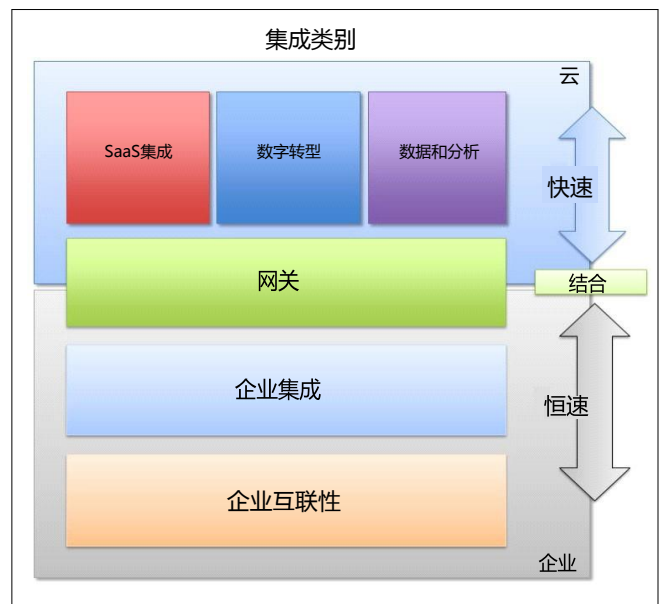 集成类别
云
SaaS集成
数字转型
数据和分析
快速
网关
结合
企业集成
恒速
企业互联性
企业